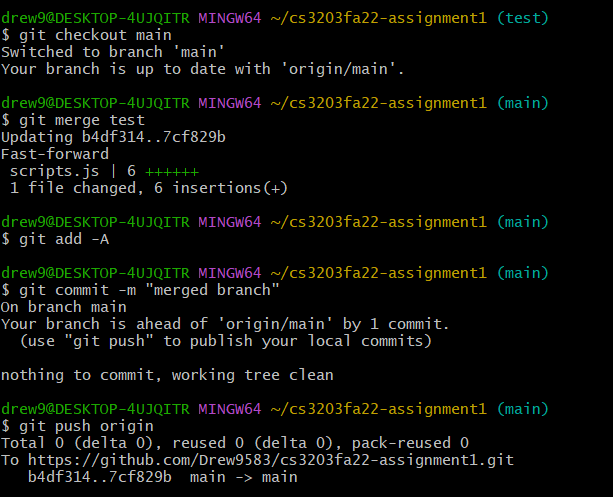 drew9@DESKTOP-4UJQITR MINGW64 ~/cs3203fa22-assignment1 (test)
$ git checkout main
Switched to branch 'main'
Your branch is up to date with 'origin/main'.
drew9@DESKTOP-4UJQITR MINGW64 ~/cs3203fa22-assignment1 (main)
$ git merge test
Updating b4df314..7cf829b
Fast-forward
 scripts.js | 6 ++++++
 1 file changed, 6 insertions(+)
drew9@DESKTOP-4UJQITR MINGW64 ~/cs3203fa22-assignment1 (main)
$ git add -A
drew9@DESKTOP-4UJQITR MINGW64 ~/cs3203fa22-assignment1 (main)
$ git commit -m "merged branch"
On branch main
Your branch is ahead of 'origin/main' by 1 commit.
  (use "git push" to publish your local commits)
nothing to commit, working tree clean
drew9@DESKTOP-4UJQITR MINGW64 ~/cs3203fa22-assignment1 (main)
$ git push origin
Total 0 (delta 0), reused 0 (delta 0), pack-reused 0
To https://github.com/Drew9583/cs3203fa22-assignment1.git
   b4df314..7cf829b  main -> main